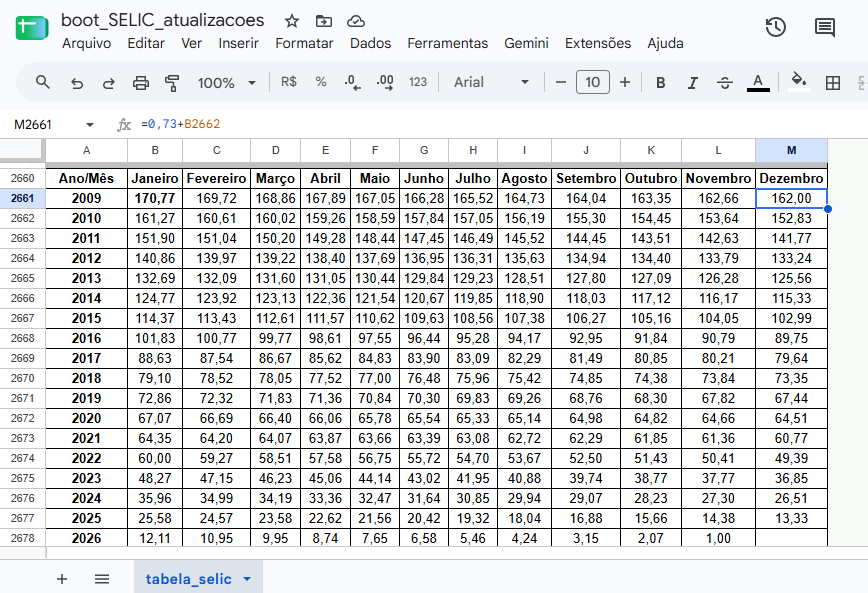 boot_SELIC_atualizacoes
Arquivo Editar Ver Inserir Formatar Dados Ferramentas Gemini Extensões Ajuda
100% R$ % .0 .00 123 Arial − 10 + B I S A
M2661 fx =0,73+B2662
A B C D E F G H I J K L M
2660 Ano/Mês Janeiro Fevereiro Março Abril Maio Junho Julho Agosto Setembro Outubro Novembro Dezembro
2661 2009 170,77 169,72 168,86 167,89 167,05 166,28 165,52 164,73 164,04 163,35 162,66 162,00
2662 2010 161,27 160,61 160,02 159,26 158,59 157,84 157,05 156,19 155,30 154,45 153,64 152,83
2663 2011 151,90 151,04 150,20 149,28 148,44 147,45 146,49 145,52 144,45 143,51 142,63 141,77
2664 2012 140,86 139,97 139,22 138,40 137,69 136,95 136,31 135,63 134,94 134,40 133,79 133,24
2665 2013 132,69 132,09 131,60 131,05 130,44 129,84 129,23 128,51 127,80 127,09 126,28 125,56
2666 2014 124,77 123,92 123,13 122,36 121,54 120,67 119,85 118,90 118,03 117,12 116,17 115,33
2667 2015 114,37 113,43 112,61 111,57 110,62 109,63 108,56 107,38 106,27 105,16 104,05 102,99
2668 2016 101,83 100,77 99,77 98,61 97,55 96,44 95,28 94,17 92,95 91,84 90,79 89,75
2669 2017 88,63 87,54 86,67 85,62 84,83 83,90 83,09 82,29 81,49 80,85 80,21 79,64
2670 2018 79,10 78,52 78,05 77,52 77,00 76,48 75,96 75,42 74,85 74,38 73,84 73,35
2671 2019 72,86 72,32 71,83 71,36 70,84 70,30 69,83 69,26 68,76 68,30 67,82 67,44
2672 2020 67,07 66,69 66,40 66,06 65,78 65,54 65,33 65,14 64,98 64,82 64,66 64,51
2673 2021 64,35 64,20 64,07 63,87 63,66 63,39 63,08 62,72 62,29 61,85 61,36 60,77
2674 2022 60,00 59,27 58,51 57,58 56,75 55,72 54,70 53,67 52,50 51,43 50,41 49,39
2675 2023 48,27 47,15 46,23 45,06 44,14 43,02 41,95 40,88 39,74 38,77 37,77 36,85
2676 2024 35,96 34,99 34,19 33,36 32,47 31,64 30,85 29,94 29,07 28,23 27,30 26,51
2677 2025 25,58 24,57 23,58 22,62 21,56 20,42 19,32 18,04 16,88 15,66 14,38 13,33
2678 2026 12,11 10,95 9,95 8,74 7,65 6,58 5,46 4,24 3,15 2,07 1,00
+ tabela_selic